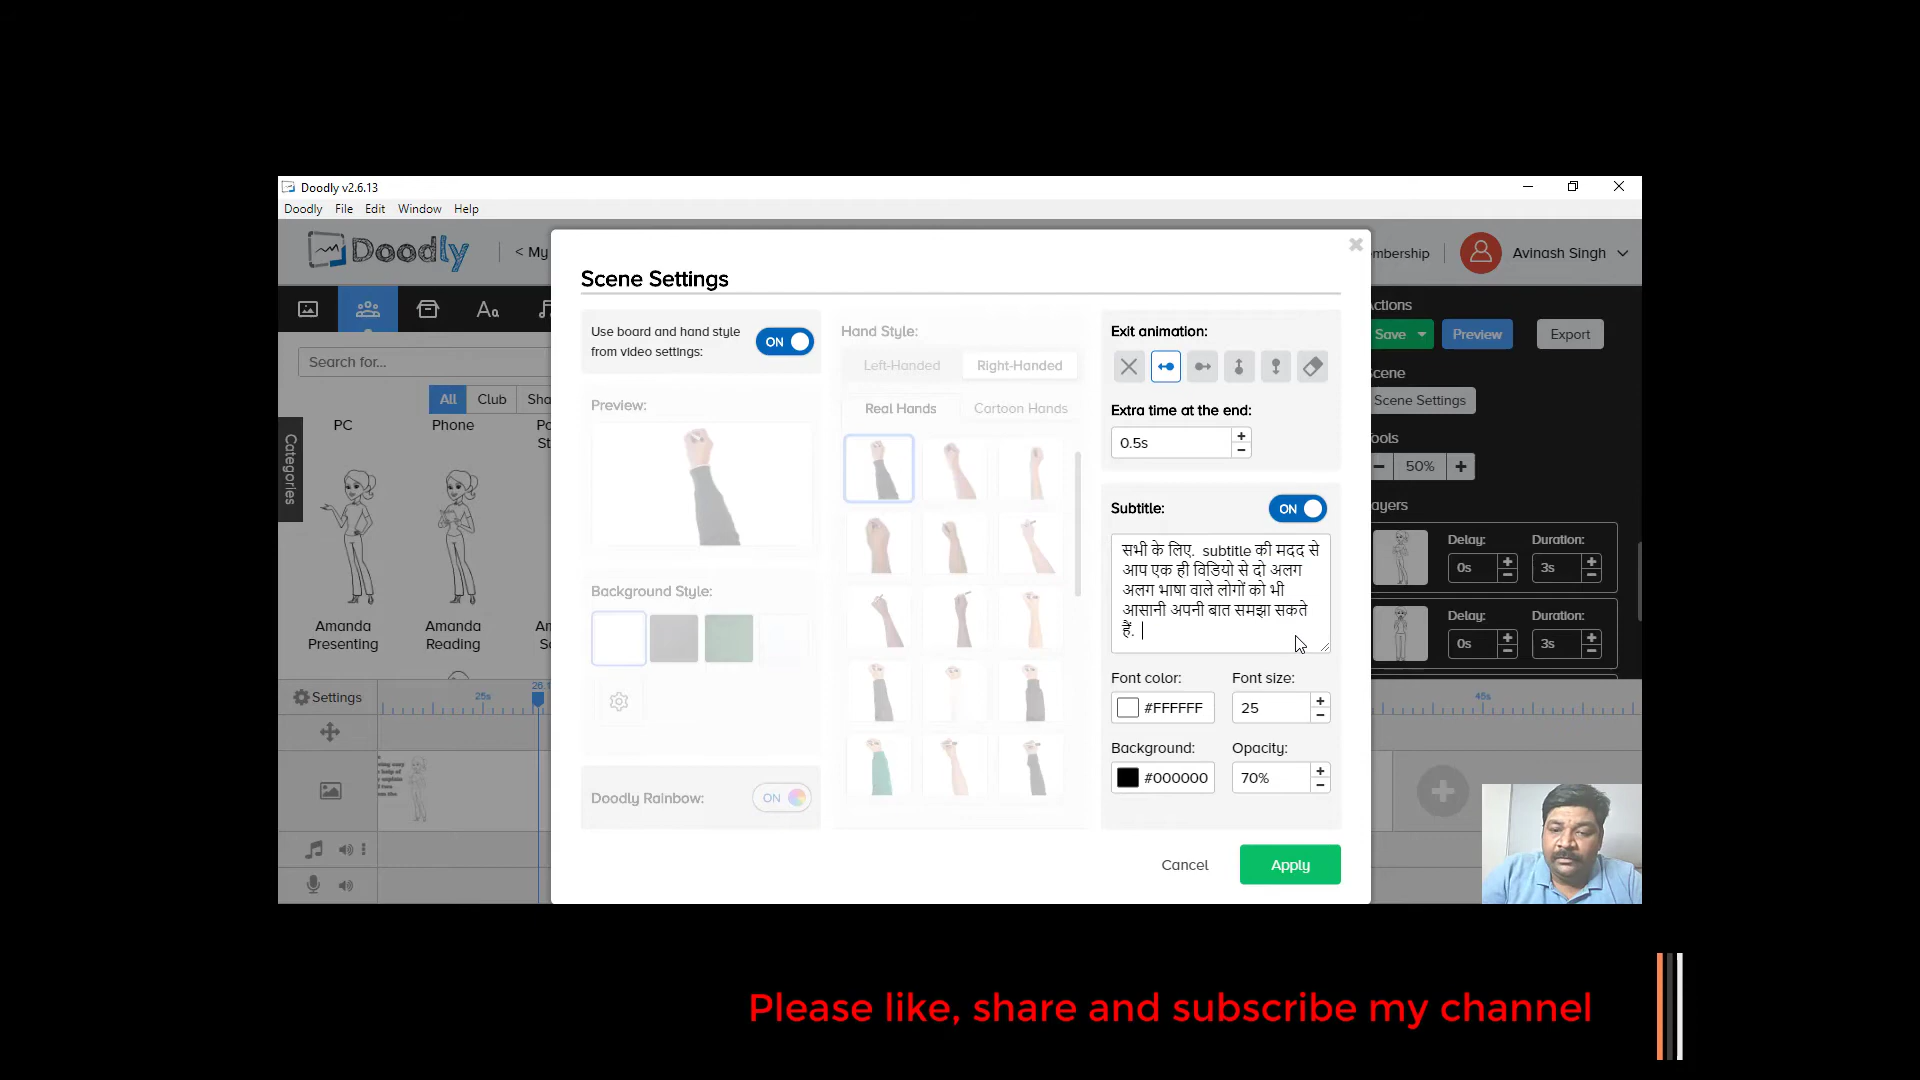 Doodly v2.6.13
Doodly File Edit Window Help
Doodly
< My
mbership
Avinash Singh
Search for...
All Club Sha
PC
Phone
Categories
Amanda Presenting
Amanda Reading
Settings
25s
26.1
45s
Scene Settings
Use board and hand style
from video settings:
ON
Preview:
Background Style:
Doodly Rainbow:
ON
Hand Style:
Left-Handed Right-Handed
Real Hands Cartoon Hands
Exit animation:
Extra time at the end:
0.5s
Subtitle:
ON
सभी के लिए. subtitle की मदद से
आप एक ही विडियो से दो अलग
अलग भाषा वाले लोगों को भी
आसानी अपनी बात समझा सकते
हैं.
Font color: Font size:
#FFFFFF 25
Background: Opacity:
#000000 70%
Cancel Apply
ctions
Save Preview Export
cene
Scene Settings
ools
50%
ayers
Delay: Duration:
0s 3s
Delay: Duration:
0s 3s
Please like, share and subscribe my channel